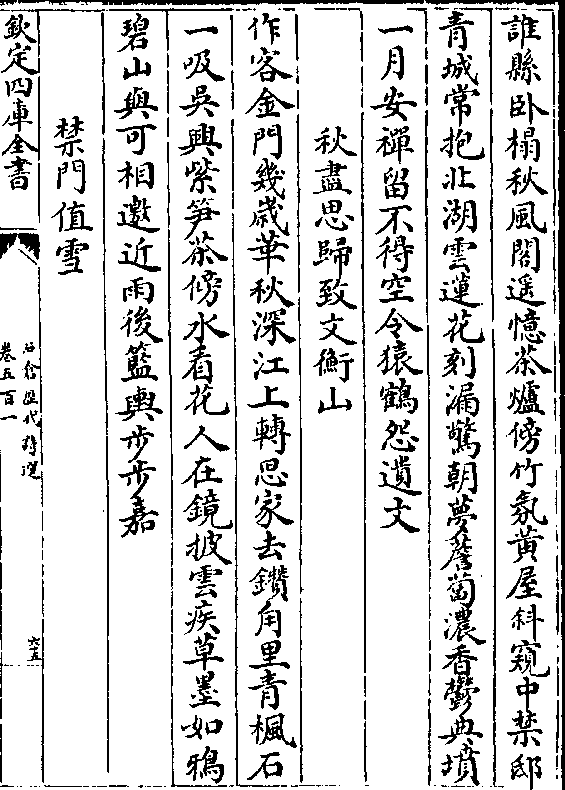 誰縣卧榻秋風閣遥憶茶爐傍竹氛黃屋斜窺中禁邸
青城常抱北湖雲蓮花刻漏驚朝夢薝蔔濃香鬱典墳
一月安禪留不得空令猿鶴怨遺文
秋盡思歸致文衡山
作客金門幾歲華秋深江上轉思家去鑽甪里青楓石
一吸吳興紫笋茶傍水看花人在鏡披雲疾草墨如鴉
碧山與可相邀近雨後籃輿步步嘉
禁門值雪
欽定四庫全書
石倉歷代詩選
卷五百一
六五